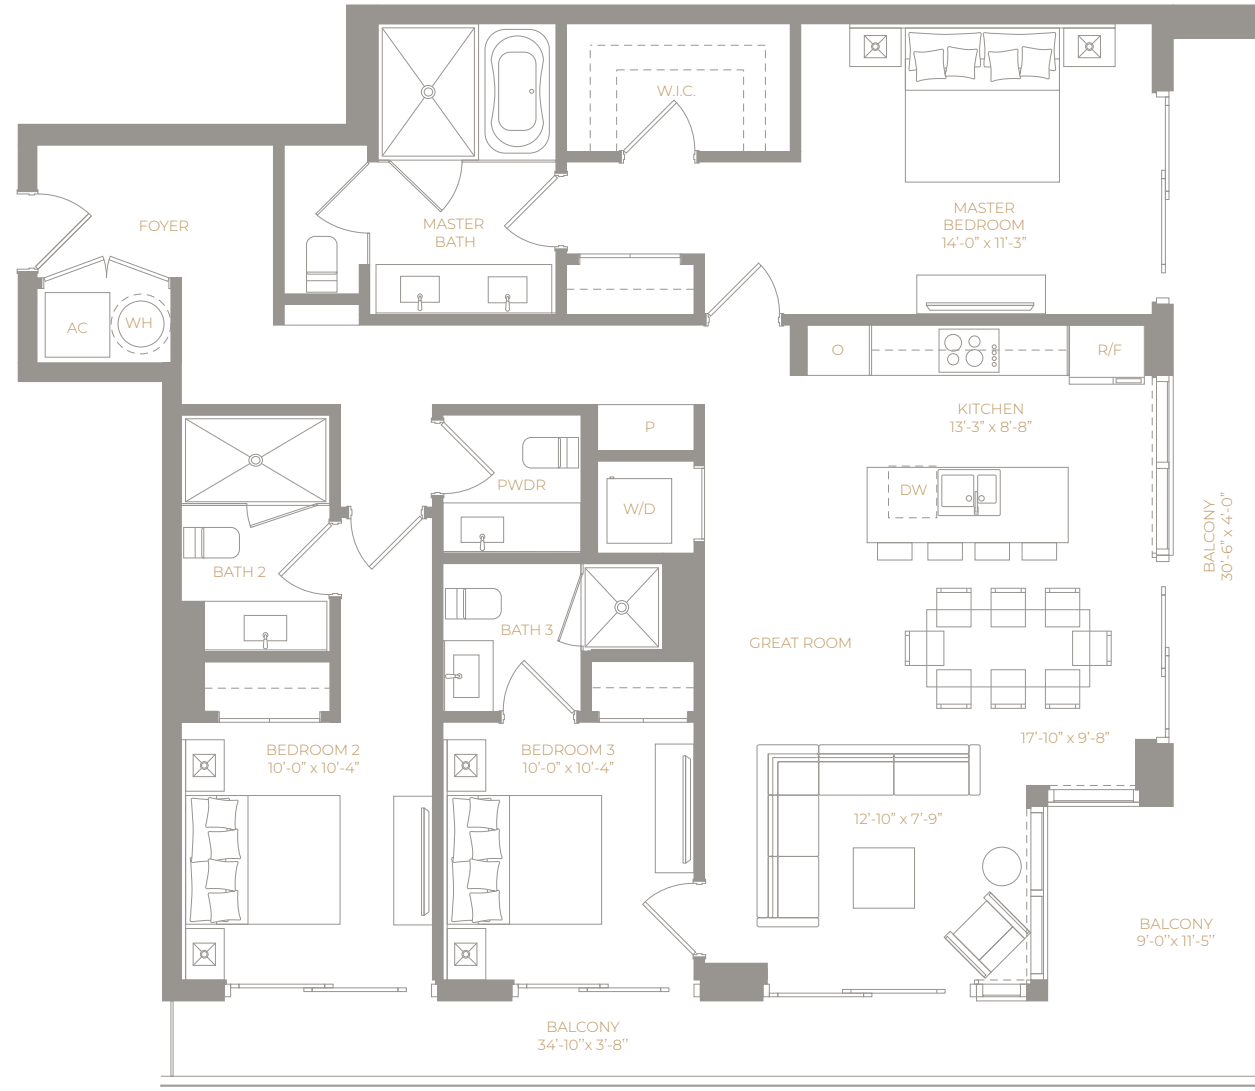 W.I.C.
MASTER
BEDROOM
14'-0" x 11'-3"
FOYER
MASTER
BATH
AC
WH
O
R/F
KITCHEN
13'-3" x 8'-8"
P
PWDR
W/D
DW
BALCONY
30'-6" x 4'-0"
BATH 2
BATH 3
GREAT ROOM
17'-10" x 9'-8"
BEDROOM 2
10'-0" x 10'-4"
BEDROOM 3
10'-0" x 10'-4"
12'-10" x 7'-9"
BALCONY
9'-0''x 11'-5''
BALCONY
34'-10''x 3'-8''